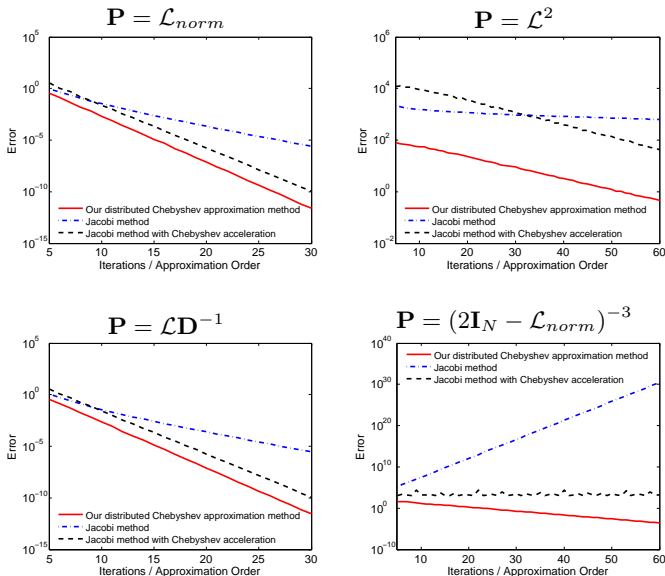 P = 𝓛_norm
10^5
10^0
10^-5
10^-10
10^-15
Error
Our distributed Chebyshev approximation method
Jacobi method
Jacobi method with Chebyshev acceleration
5 10 15 20 25 30
Iterations / Approximation Order
P = 𝓛^2
10^6
10^4
10^2
10^0
10^-2
Error
Our distributed Chebyshev approximation method
Jacobi method
Jacobi method with Chebyshev acceleration
10 20 30 40 50 60
Iterations / Approximation Order
P = 𝓛D^-1
10^5
10^0
10^-5
10^-10
10^-15
Error
Our distributed Chebyshev approximation method
Jacobi method
Jacobi method with Chebyshev acceleration
5 10 15 20 25 30
Iterations / Approximation Order
P = (2I_N − 𝓛_norm)^-3
10^40
10^30
10^20
10^10
10^0
10^-10
Error
Our distributed Chebyshev approximation method
Jacobi method
Jacobi method with Chebyshev acceleration
10 20 30 40 50 60
Iterations / Approximation Order